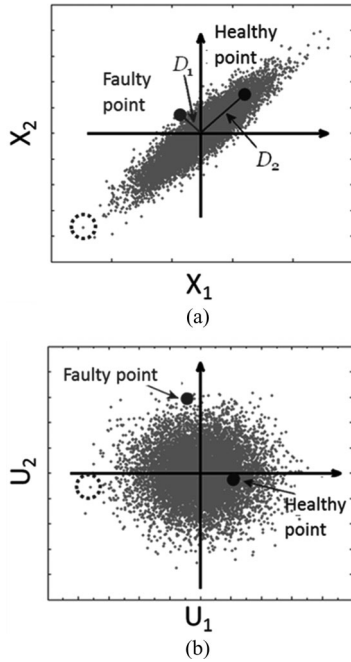 Healthy
point
Faulty
point
D₁
D₂
X₂
X₁
(a)
Faulty point
Healthy
point
U₂
U₁
(b)